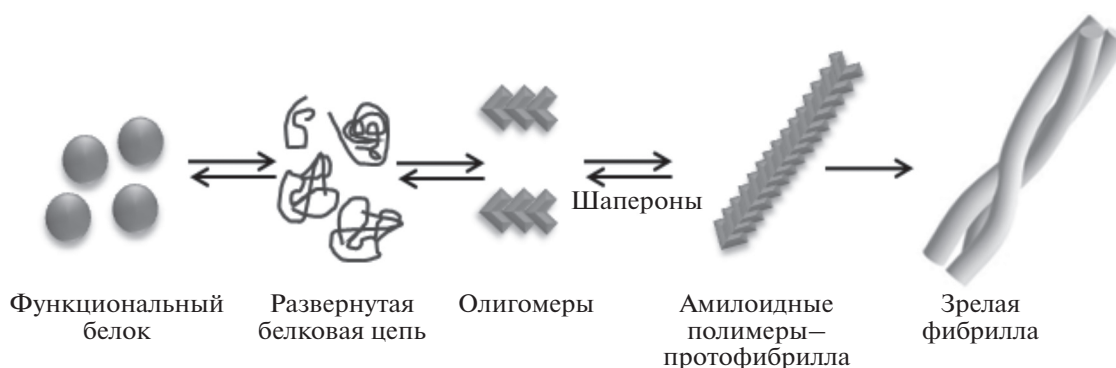 Шапероны
Функциональный
белок
Развернутая
белковая цепь
Олигомеры
Амилоидные
полимеры–
протофибрилла
Зрелая
фибрилла